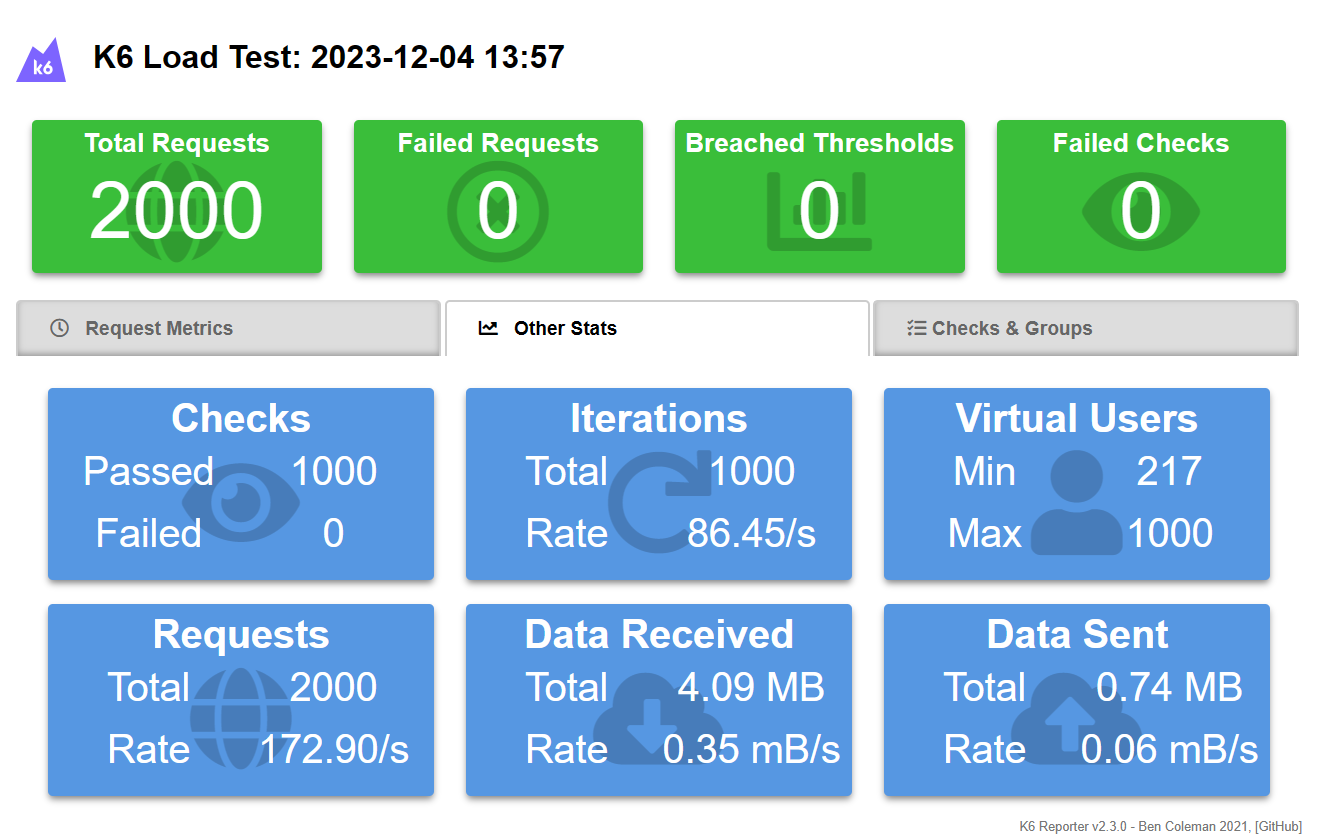 k6
K6 Load Test: 2023-12-04 13:57
Total Requests
2000
Failed Requests
0
Breached Thresholds
0
Failed Checks
0
Request Metrics
Other Stats
Checks & Groups
Checks
Passed 1000
Failed 0
Iterations
Total 1000
Rate 86.45/s
Virtual Users
Min 217
Max 1000
Requests
Total 2000
Rate 172.90/s
Data Received
Total 4.09 MB
Rate 0.35 mB/s
Data Sent
Total 0.74 MB
Rate 0.06 mB/s
K6 Reporter v2.3.0 - Ben Coleman 2021, [GitHub]